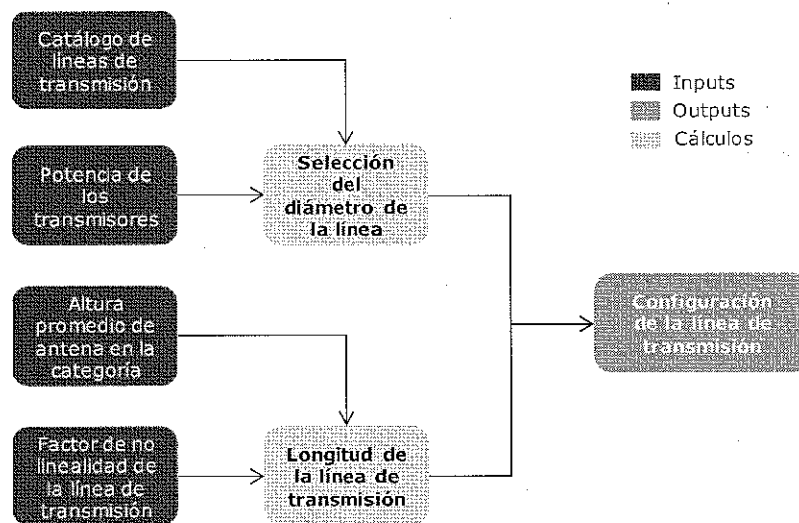 Catálogo de
líneas de
transmisión
Inputs
Outputs
Cálculos
Potencia de
los
transmisores
Selección
del
diámetro de
la línea
Altura
promedio de
antena en la
categoría
Configuración
de la línea de
transmisión
Factor de no
linealidad de
la línea de
transmisión
Longitud de
la línea de
transmisión